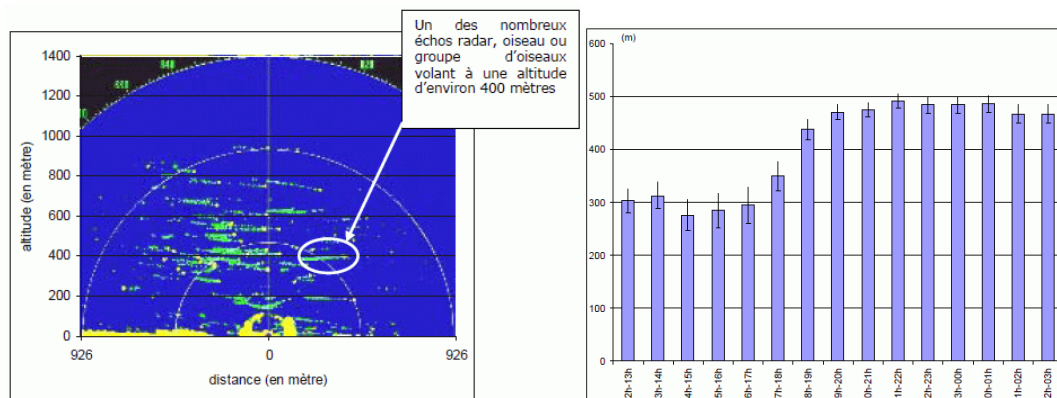 Un des nombreux
échos radar, oiseau ou
groupe d'oiseaux
volant à une altitude
d'environ 400 mètres
1400
1200
1000
800
600
400
200
0
altitude (en mètre)
926
0
926
distance (en mètre)
(m)
600
500
400
300
200
100
0
2h-13h
3h-14h
4h-15h
5h-16h
6h-17h
7h-18h
8h-19h
9h-20h
0h-21h
1h-22h
2h-23h
3h-00h
0h-01h
1h-02h
2h-03h